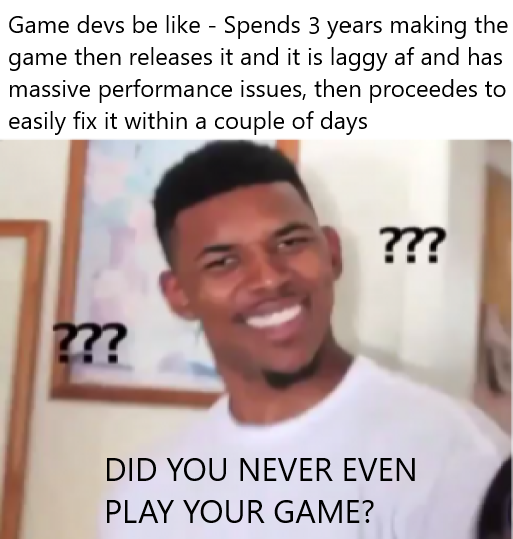 Game devs be like - Spends 3 years making the
game then releases it and it is laggy af and has
massive performance issues, then proceedes to
easily fix it within a couple of days
???
???
DID YOU NEVER EVEN
PLAY YOUR GAME?